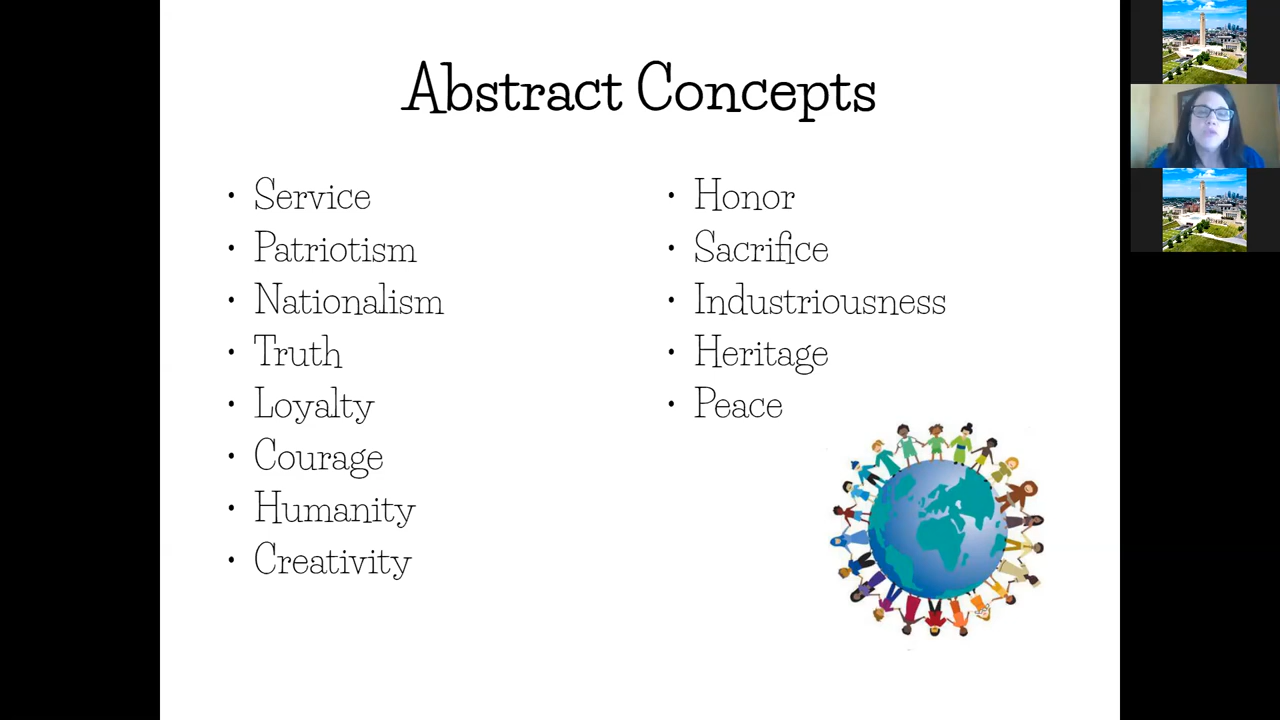 Abstract Concepts
• Service
• Patriotism
• Nationalism
• Truth
• Loyalty
• Courage
• Humanity
• Creativity
• Honor
• Sacrifice
• Industriousness
• Heritage
• Peace